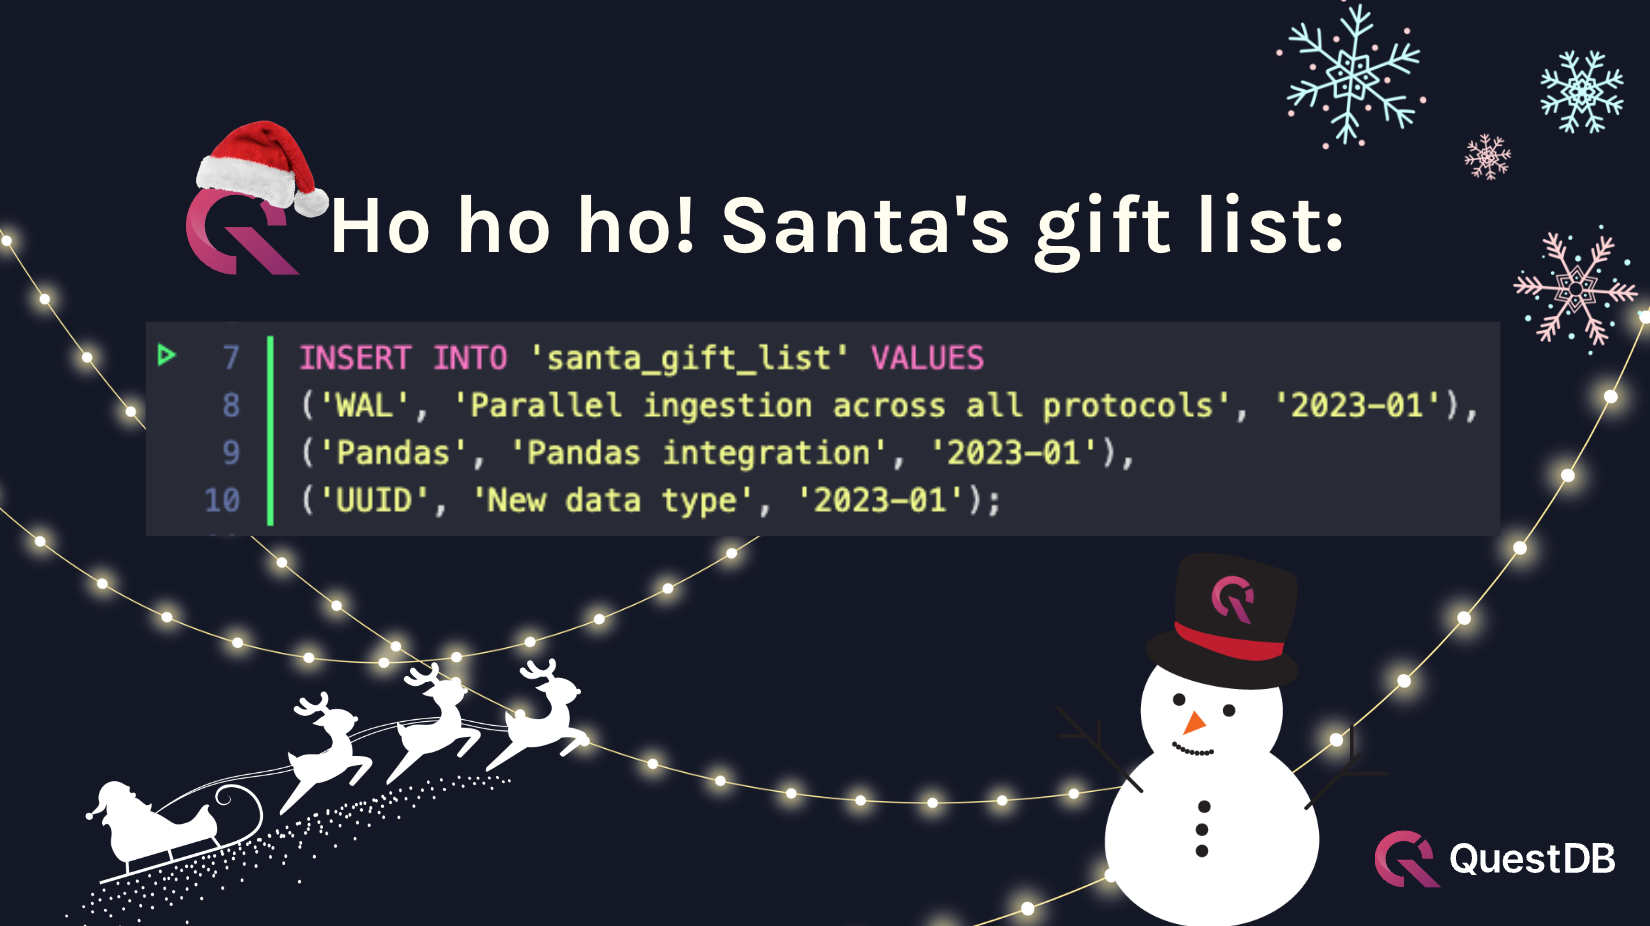 Ho ho ho! Santa's gift list:
7 INSERT INTO 'santa_gift_list' VALUES
8 ('WAL', 'Parallel ingestion across all protocols', '2023-01'),
9 ('Pandas', 'Pandas integration', '2023-01'),
10 ('UUID', 'New data type', '2023-01');
QuestDB